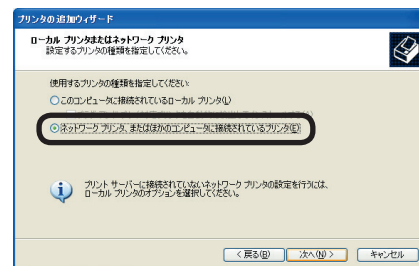 プリンタの追加ウィザード
ローカル プリンタまたはネットワーク プリンタ
設定するプリンタの種類を指定してください。
使用するプリンタの種類を指定してください:
このコンピュータに接続されているローカル プリンタ(L)
ネットワーク プリンタ、またはほかのコンピュータに接続されているプリンタ(E)
プリント サーバーに接続されていないネットワーク プリンタの設定を行うには、
ローカル プリンタのオプションを選択してください。
< 戻る(B)
次へ(N) >
キャンセル